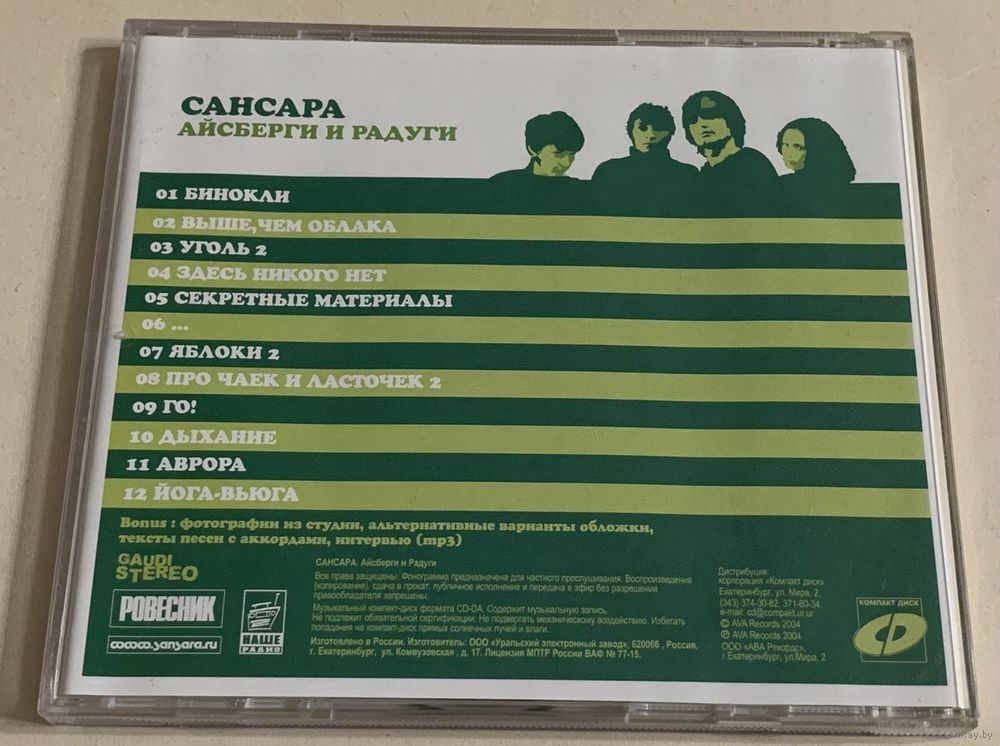 САНСАРА
АЙСБЕРГИ И РАДУГИ
01 БИНОКЛИ
02 ВЫШЕ,ЧЕМ ОБЛАКА
03 УГОЛЬ 2
04 ЗДЕСЬ НИКОГО НЕТ
05 СЕКРЕТНЫЕ МАТЕРИАЛЫ
06 ...
07 ЯБЛОКИ 2
08 ПРО ЧАЕК И ЛАСТОЧЕК 2
09 ГО!
10 ДЫХАНИЕ
11 АВРОРА
12 ЙОГА-ВЬЮГА
Bonus : фотографии из студии, альтернативные варианты обложки,
тексты песен с аккордами, интервью (mp3)
GAUDI
STEREO
РОВЕСНИК
cococo.sansara.ru
НАШЕ
РАДИО
САНСАРА. Айсберги и Радуги
Все права защищены. Фонограмма предназначена для частного прослушивания. Воспроизведение
(копирование), сдача в прокат, публичное исполнение и передача в эфир без разрешения
правообладателя запрещены.
Музыкальный компакт-диск формата CD-DA. Содержит музыкальную запись.
Не подлежит обязательной сертификации. Не подвергать механическому воздействию. Избегать
попадания на компакт-диск прямых солнечных лучей и влаги.
Изготовлено в России. Изготовитель: ООО «Уральский электронный завод», 620066 , Россия,
г. Екатеринбург, ул. Комвузовская , д. 17. Лицензия МПТР России ВАФ № 77-15.
Дистрибуция:
корпорация «Компакт диск»
Екатеринбург, ул. Мира, 2,
(343) 374-30-82, 371-60-34,
e-mail: cd@compakt.ur.ru
© AVA Records 2004
℗ AVA Records 2004
ООО «АВА Рекордс»,
г.Екатеринбург, ул.Мира, 2
КОМПАКТ ДИСК